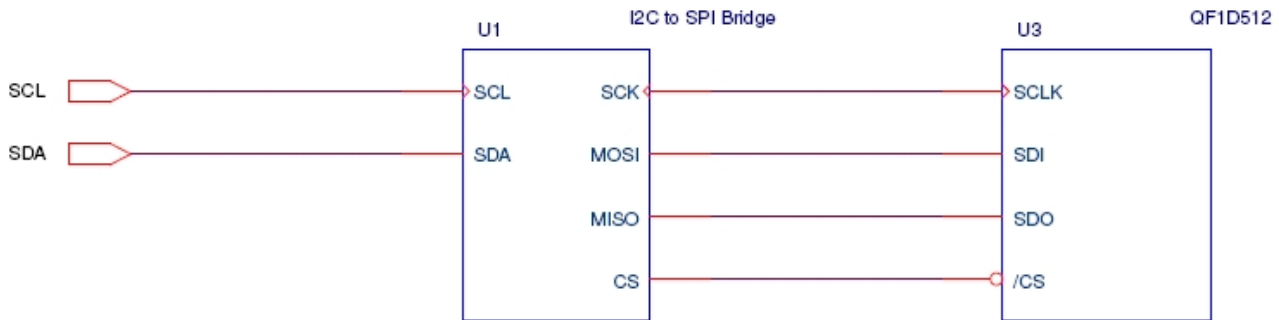 I2C to SPI Bridge
QF1D512
U1
U3
SCL
SCL
SCK
SCLK
SDA
SDA
MOSI
SDI
MISO
SDO
CS
/CS